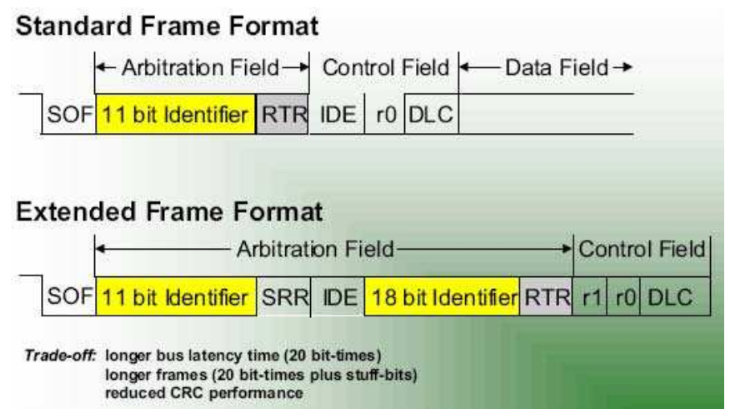 Standard Frame Format
Arbitration Field Control Field Data Field
SOF 11 bit Identifier RTR IDE r0 DLC
Extended Frame Format
Arbitration Field Control Field
SOF 11 bit Identifier SRR IDE 18 bit Identifier RTR r1 r0 DLC
Trade-off: longer bus latency time (20 bit-times)
longer frames (20 bit-times plus stuff-bits)
reduced CRC performance